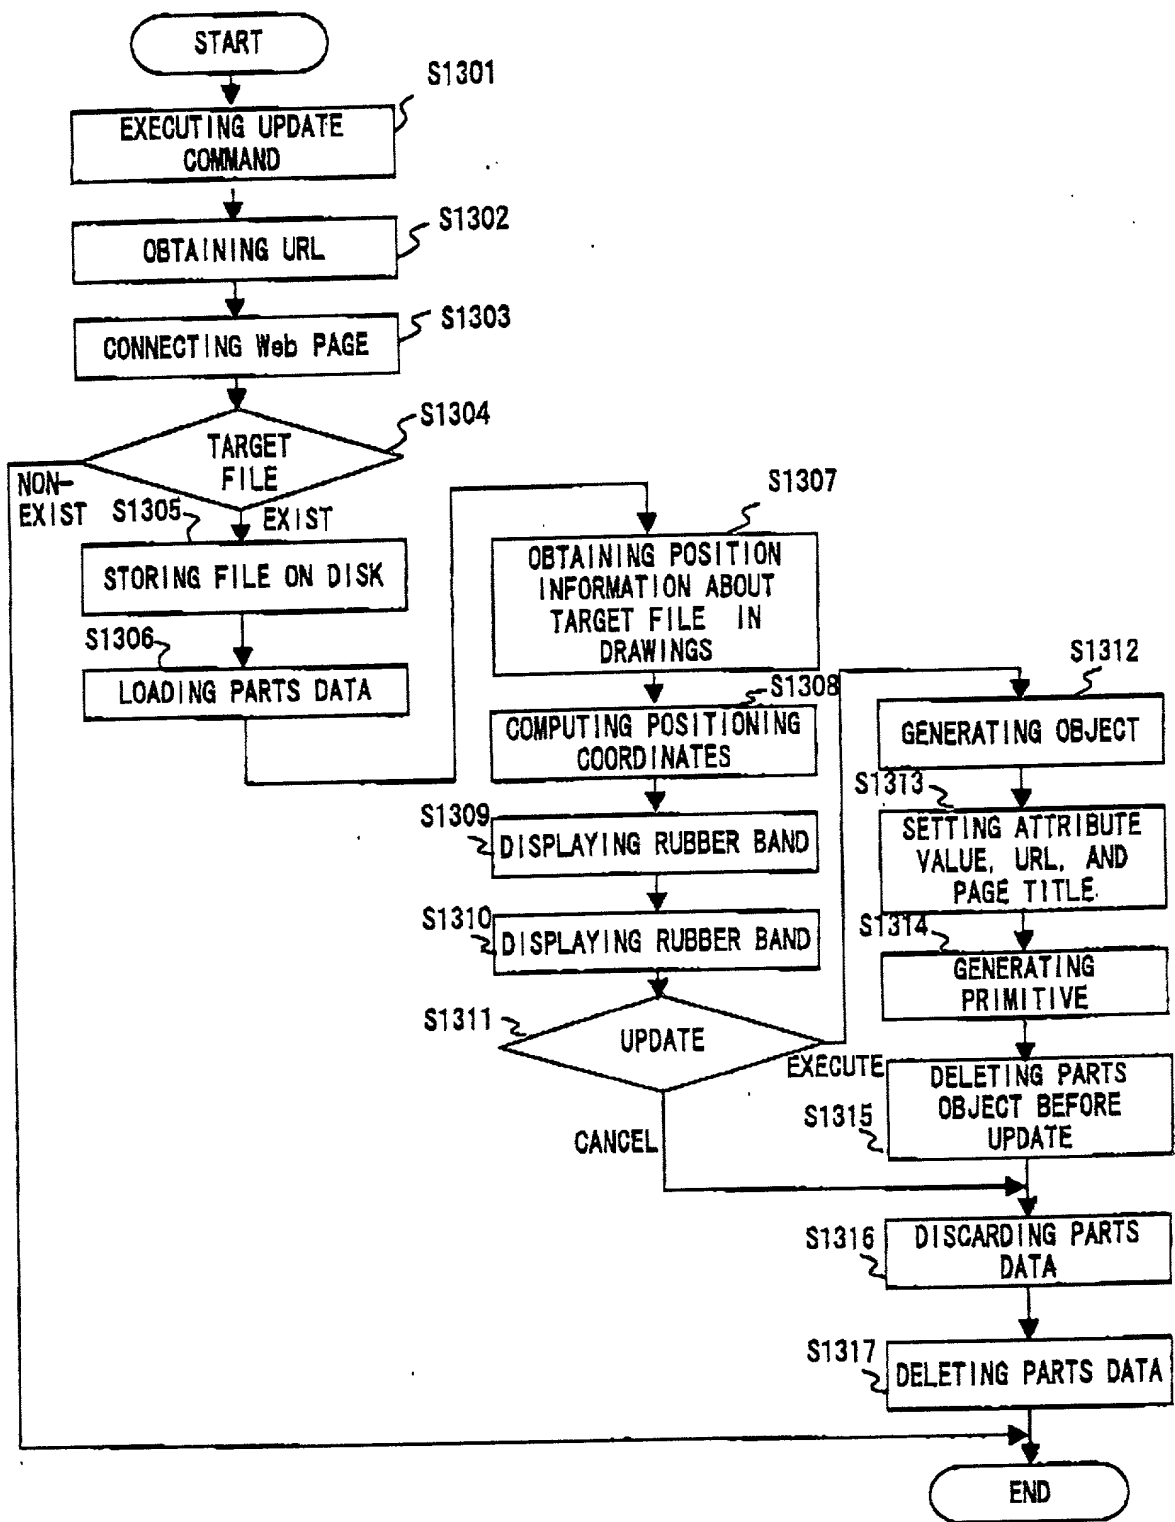 START
S1301
EXECUTING UPDATE
COMMAND
S1302
OBTAINING URL
S1303
CONNECTING Web PAGE
S1304
TARGET
FILE
NON-
EXIST
EXIST
S1305
STORING FILE ON DISK
S1306
LOADING PARTS DATA
S1307
OBTAINING POSITION
INFORMATION ABOUT
TARGET FILE IN
DRAWINGS
S1308
COMPUTING POSITIONING
COORDINATES
S1309
DISPLAYING RUBBER BAND
S1310
DISPLAYING RUBBER BAND
S1311
UPDATE
EXECUTE
CANCEL
S1312
GENERATING OBJECT
S1313
SETTING ATTRIBUTE
VALUE, URL, AND
PAGE TITLE
S1314
GENERATING
PRIMITIVE
S1315
DELETING PARTS
OBJECT BEFORE
UPDATE
S1316
DISCARDING PARTS
DATA
S1317
DELETING PARTS DATA
END